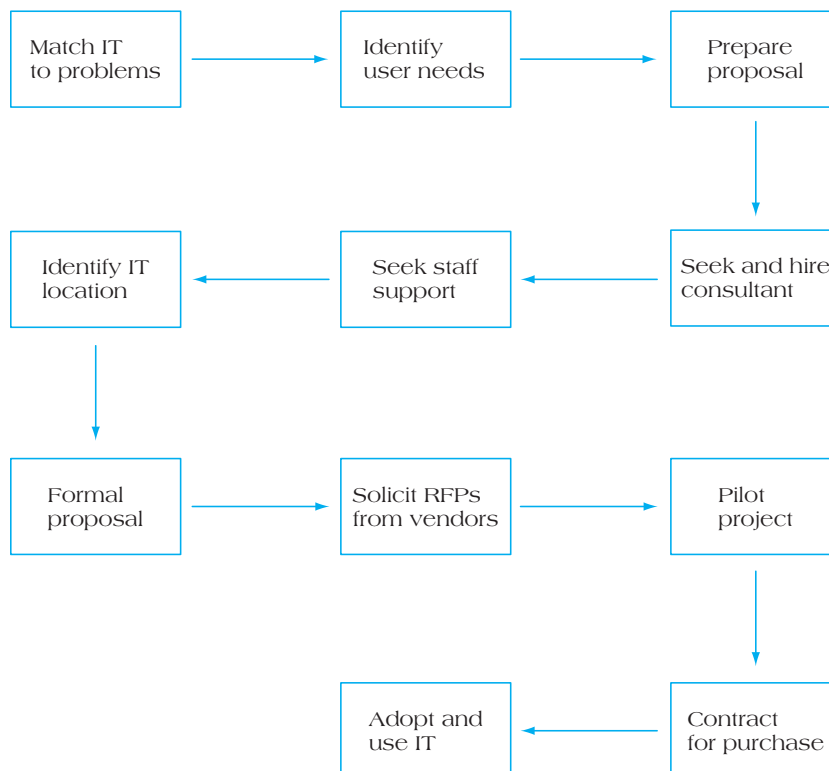 Match IT
to problems
Identify
user needs
Prepare
proposal
Seek and hire
consultant
Seek staff
support
Identify IT
location
Formal
proposal
Solicit RFPs
from vendors
Pilot
project
Contract
for purchase
Adopt and
use IT